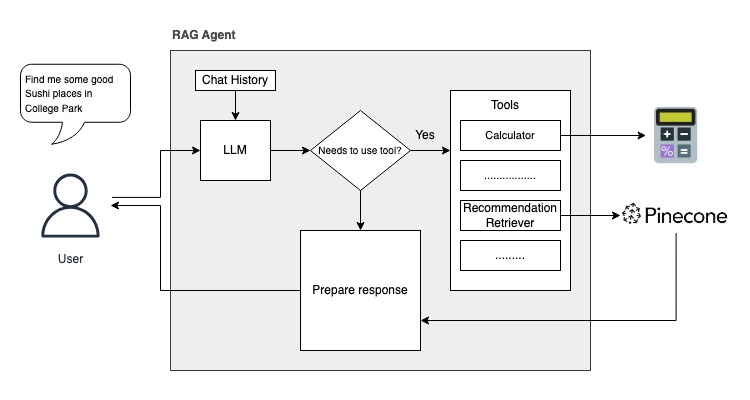 RAG Agent
Find me some good
Sushi places in
College Park
Chat History
LLM
Needs to use tool?
Yes
Tools
Calculator
.................
Recommendation
Retriever
.........
+ −
% =
Pinecone
User
Prepare response